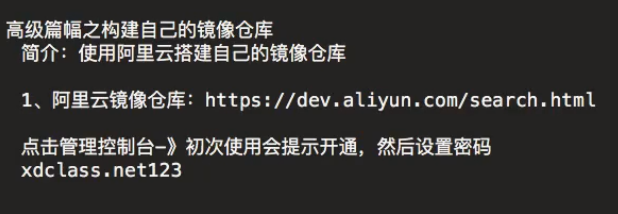 高级篇幅之构建自己的镜像仓库
简介：使用阿里云搭建自己的镜像仓库
1、阿里云镜像仓库：https://dev.aliyun.com/search.html
点击管理控制台-》初次使用会提示开通，然后设置密码
xdclass.net123